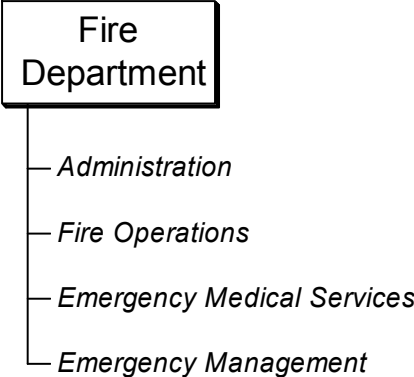 Fire
Department
Administration
Fire Operations
Emergency Medical Services
Emergency Management